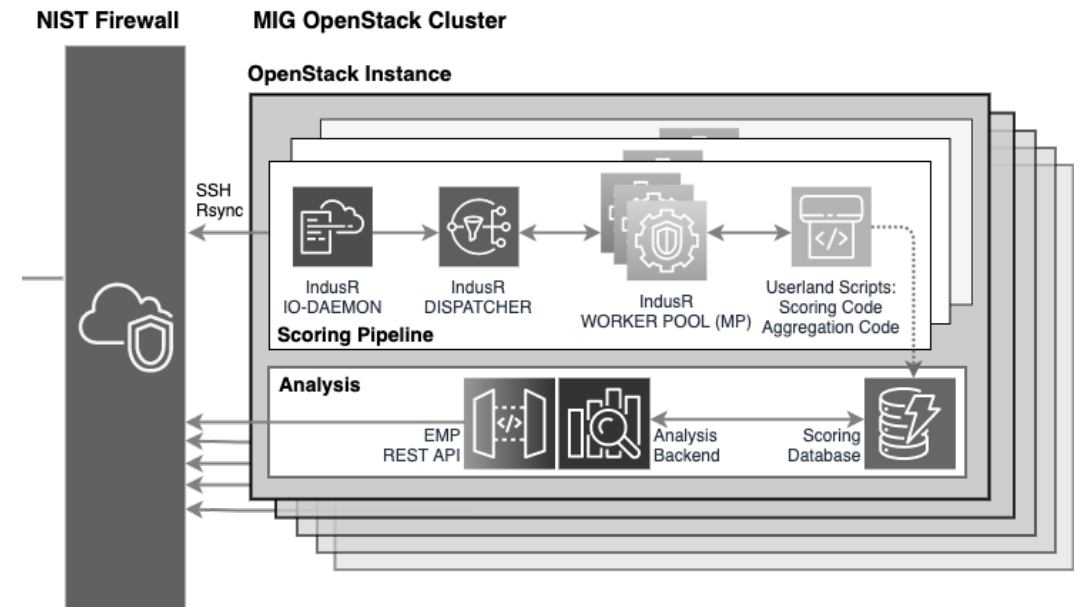 NIST Firewall
MIG OpenStack Cluster
OpenStack Instance
SSH
Rsync
IndusR
IO-DAEMON
IndusR
DISPATCHER
IndusR
WORKER POOL (MP)
Userland Scripts:
Scoring Code
Aggregation Code
Scoring Pipeline
Analysis
EMP
REST API
</>
Analysis
Backend
Scoring
Database